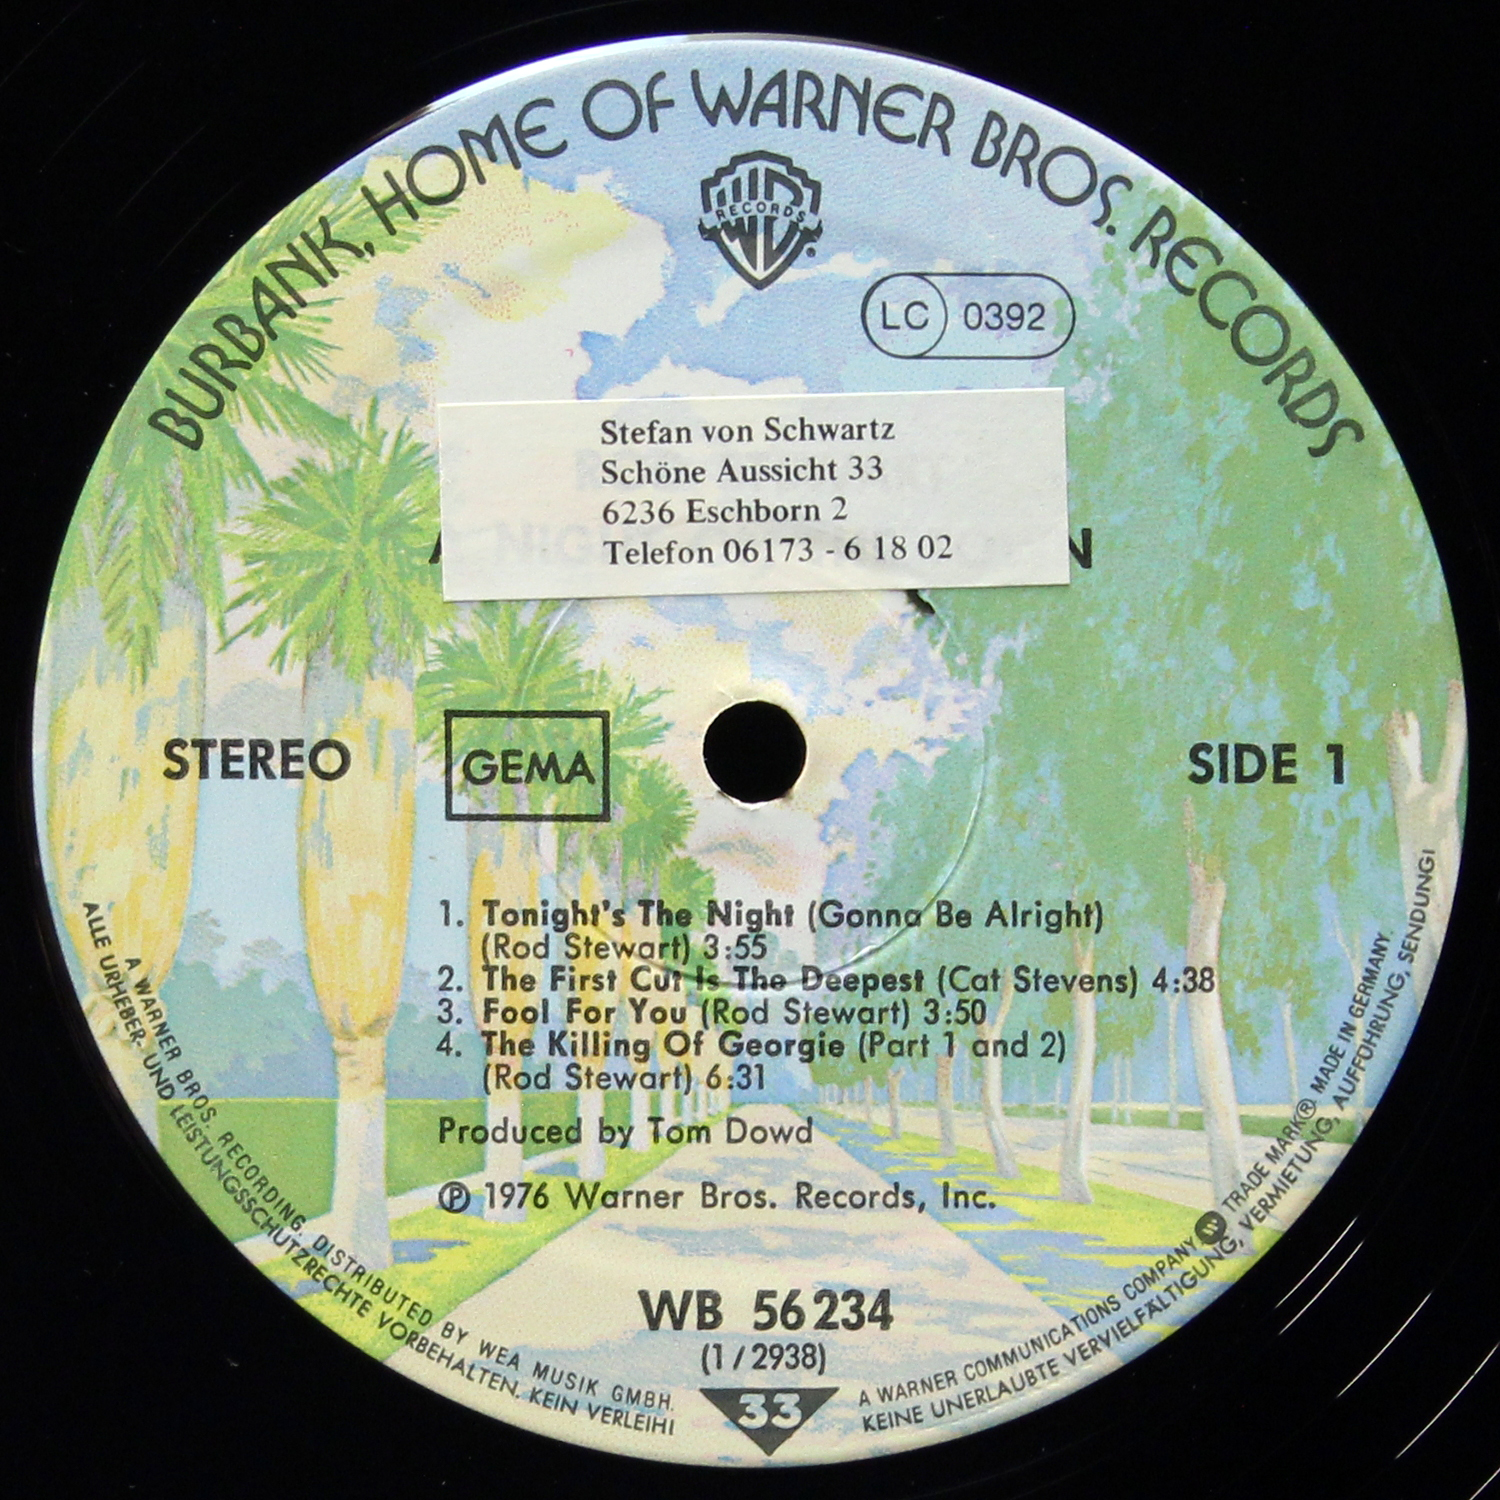 BURBANK, HOME OF WARNER BROS. RECORDS
RECORDS
LC 0392
Stefan von Schwartz
Schöne Aussicht 33
6236 Eschborn 2
Telefon 06173 - 6 18 02
STEREO
GEMA
SIDE 1
1. Tonight's The Night (Gonna Be Alright)
(Rod Stewart) 3:55
2. The First Cut Is The Deepest (Cat Stevens) 4:38
3. Fool For You (Rod Stewart) 3:50
4. The Killing Of Georgie (Part 1 and 2)
(Rod Stewart) 6:31
Produced by Tom Dowd
℗ 1976 Warner Bros. Records, Inc.
WB 56 234
(1 / 2938)
33
A WARNER BROS. RECORDING. DISTRIBUTED BY WEA MUSIK GMBH.
A WARNER COMMUNICATIONS COMPANY TRADE MARK® MADE IN GERMANY.
ALLE URHEBER- UND LEISTUNGSSCHUTZRECHTE VORBEHALTEN. KEIN VERLEIH!
KEINE UNERLAUBTE VERVIELFÄLTIGUNG, VERMIETUNG, AUFFÜHRUNG, SENDUNG!